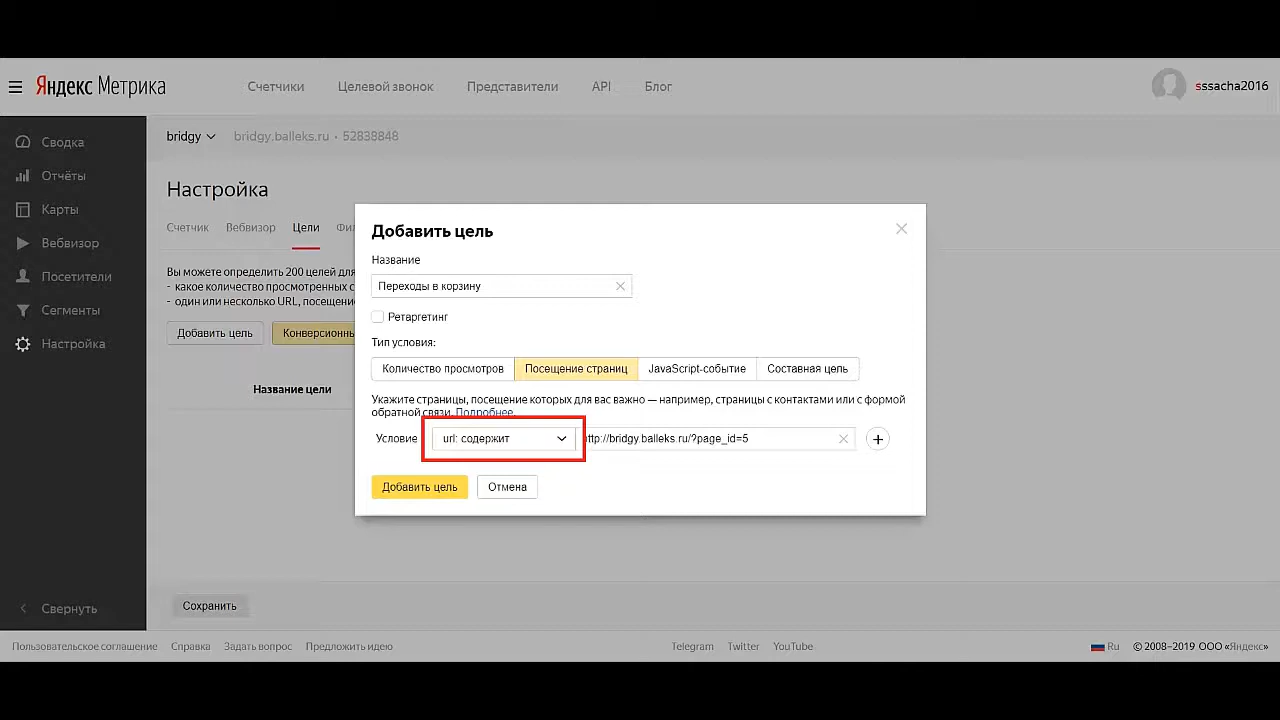 Яндекс Метрика
Счетчики
Целевой звонок
Представители
API
Блог
sssacha2016
Сводка
Отчёты
Карты
Вебвизор
Посетители
Сегменты
Настройка
Свернуть
bridgy
bridgy.balleks.ru • 52838848
Настройка
Счетчик
Вебвизор
Цели
Вы можете определить 200 целей для
- какое количество просмотренных с
- один или несколько URL, посещение
Добавить цель
Конверсионнь
Название цели
Добавить цель
Название
Переходы в корзину
Ретаргетинг
Тип условия:
Количество просмотров
Посещение страниц
JavaScript-событие
Составная цель
Укажите страницы, посещение которых для вас важно — например, страницы с контактами или с формой
обратной связи. Подробнее.
Условие
url: содержит
ttp://bridgy.balleks.ru/?page_id=5
Добавить цель
Отмена
Сохранить
Пользовательское соглашение
Справка
Задать вопрос
Предложить идею
Telegram
Twitter
YouTube
Ru
© 2008–2019 ООО «Яндекс»